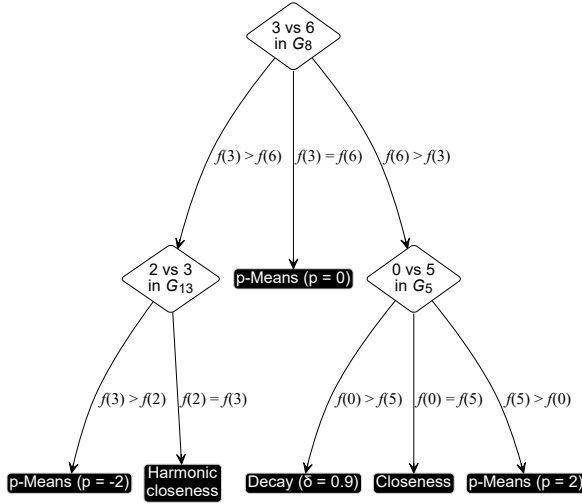 3 vs 6
in G₈
f(3) > f(6)
f(3) = f(6)
f(6) > f(3)
2 vs 3
in G₁₃
p-Means (p = 0)
0 vs 5
in G₅
f(3) > f(2)
f(2) = f(3)
f(0) > f(5)
f(0) = f(5)
f(5) > f(0)
p-Means (p = -2)
Harmonic
closeness
Decay (δ = 0.9)
Closeness
p-Means (p = 2)